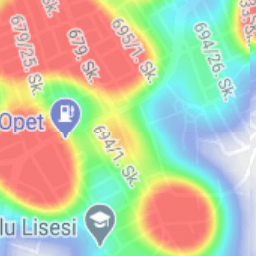 679/25. Sk.
679. Sk.
695/1. Sk.
694/26. Sk.
Opet
694/1. Sk.
lu Lisesi